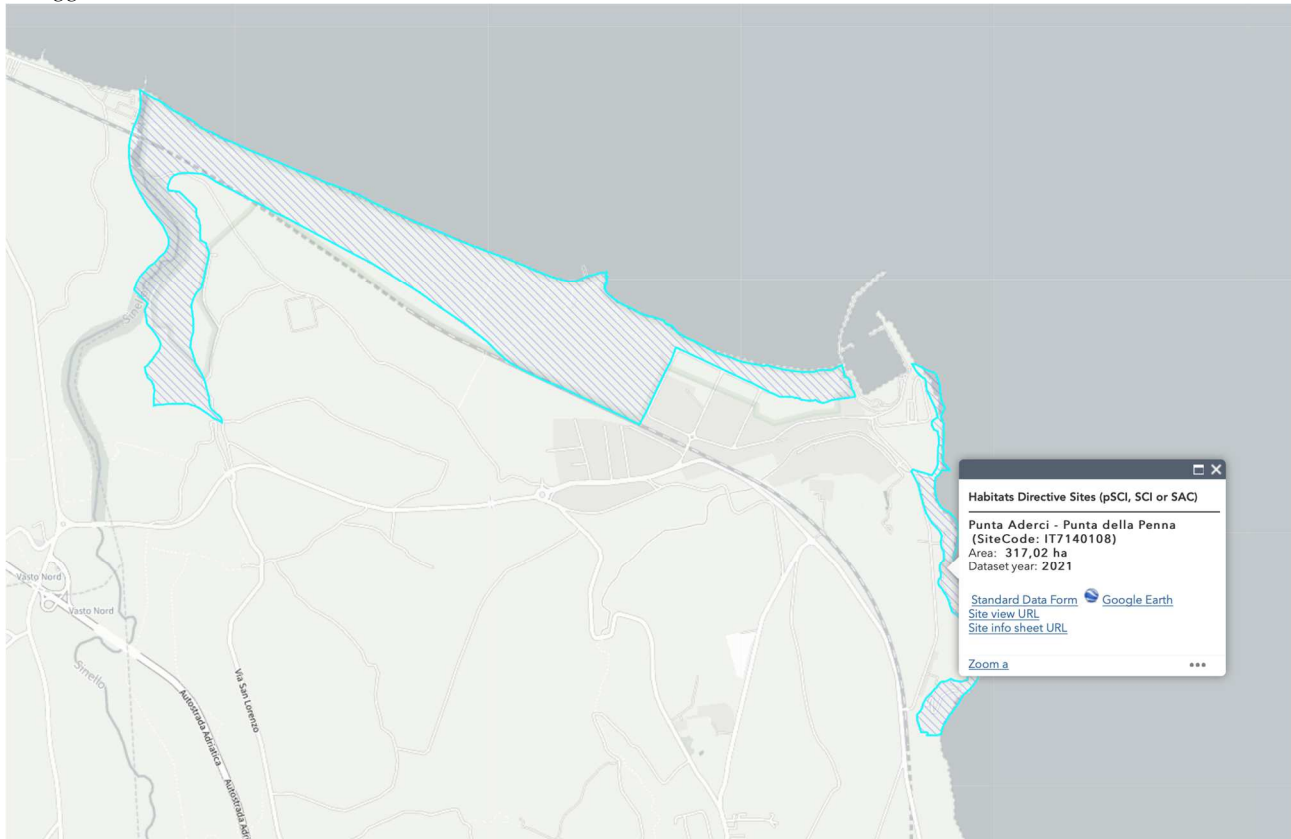 Sinello
Habitats Directive Sites (pSCI, SCI or SAC)
Punta Aderci - Punta della Penna
(SiteCode: IT7140108)
Area: 317,02 ha
Dataset year: 2021
Standard Data Form Google Earth
Site view URL
Site info sheet URL
Zoom a
Vasto Nord
Vasto Nord
Sinello
Via San Lorenzo
Autostrada Adriatica